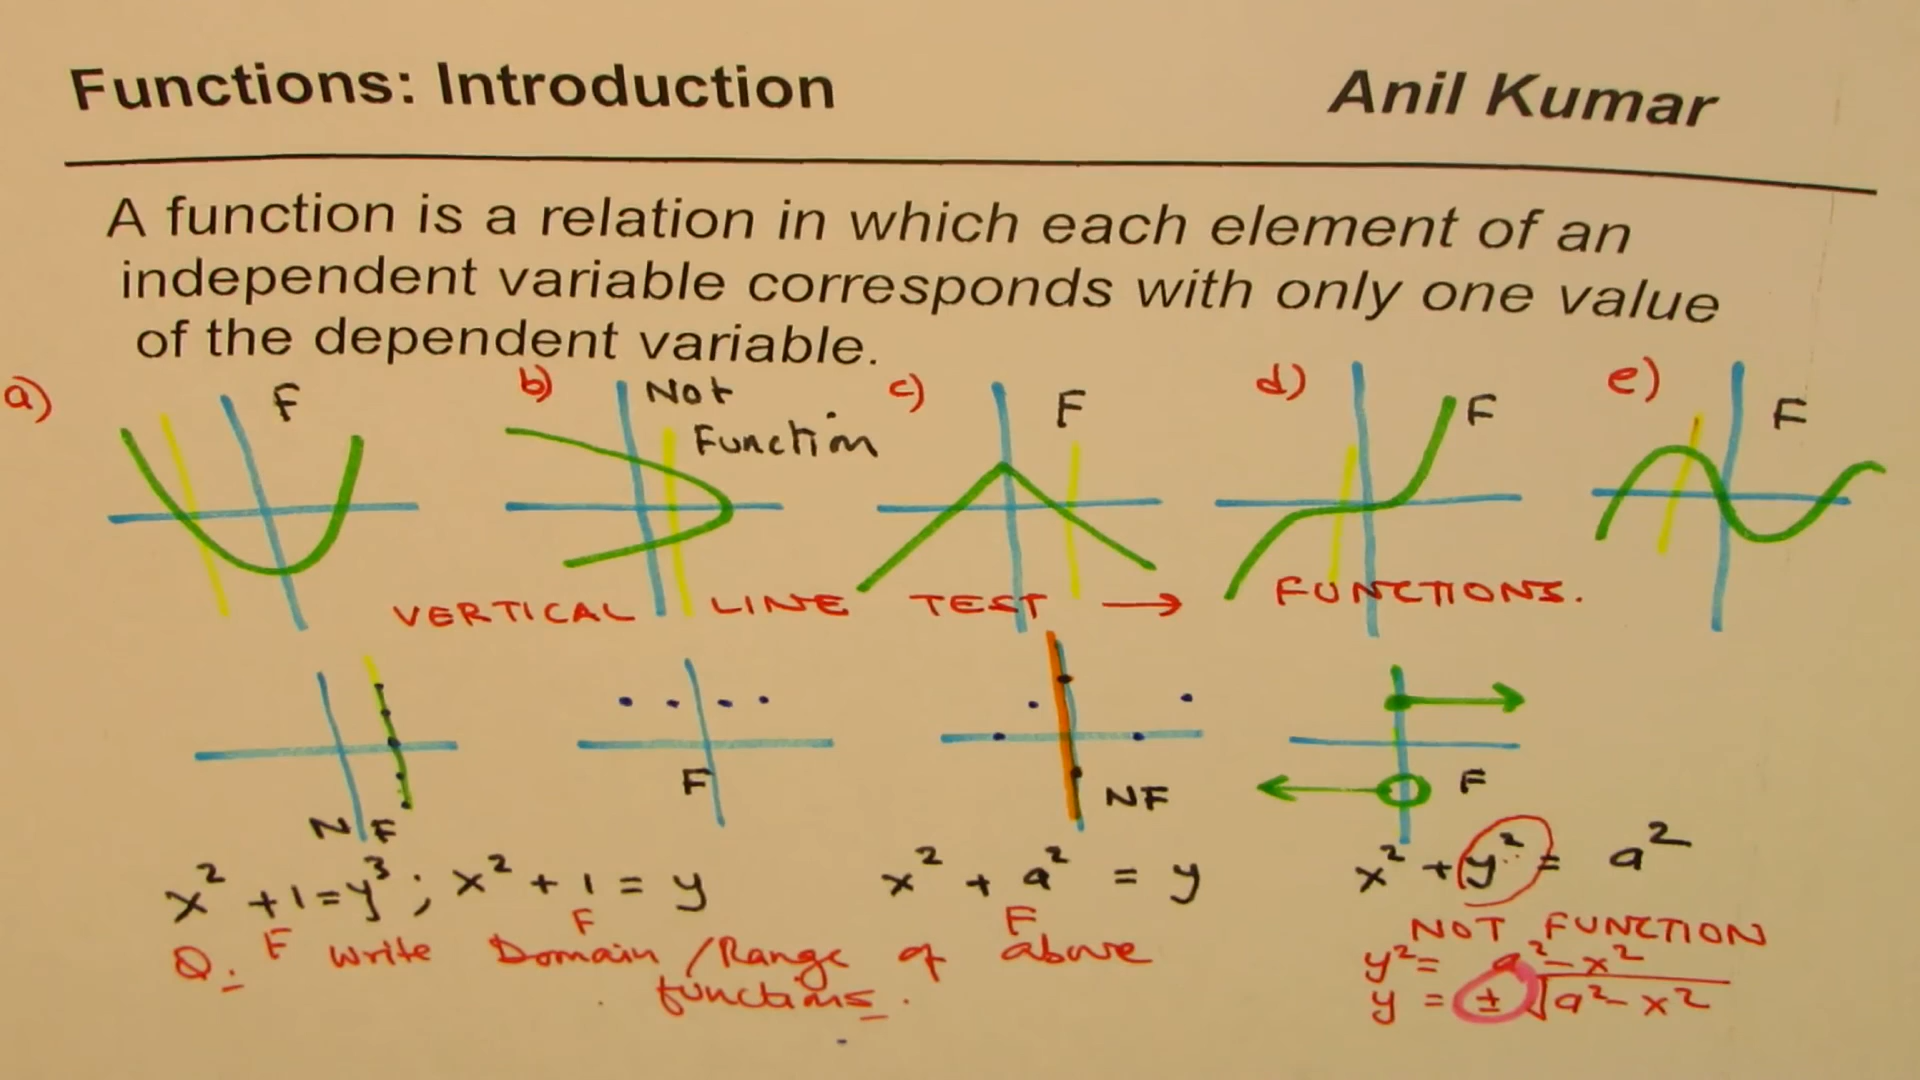 Functions: Introduction Anil Kumar
A function is a relation in which each element of an
independent variable corresponds with only one value
of the dependent variable.
a) F b) Not Function c) F d) F e) F
VERTICAL LINE TEST → FUNCTIONS.
NF F NF F
x² + 1 = y³ ; x² + 1 = y x² + a² = y x² + y² = a²
F F F NOT FUNCTION
Q. Write Domain / Range of above functions.
y² = a² - x²
y = ± √a² - x²